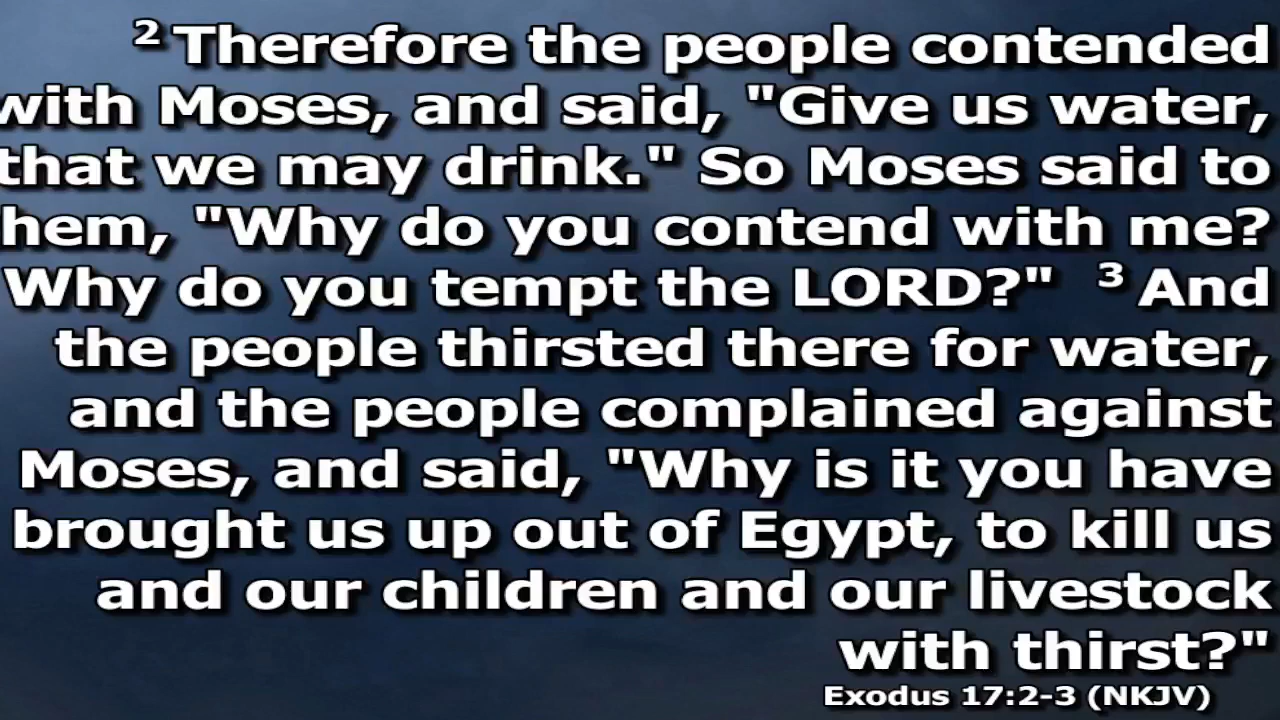 ² Therefore the people contended
with Moses, and said, "Give us water,
that we may drink." So Moses said to
hem, "Why do you contend with me?
Why do you tempt the LORD?" ³ And
the people thirsted there for water,
and the people complained against
Moses, and said, "Why is it you have
brought us up out of Egypt, to kill us
and our children and our livestock
with thirst?"
Exodus 17:2-3 (NKJV)